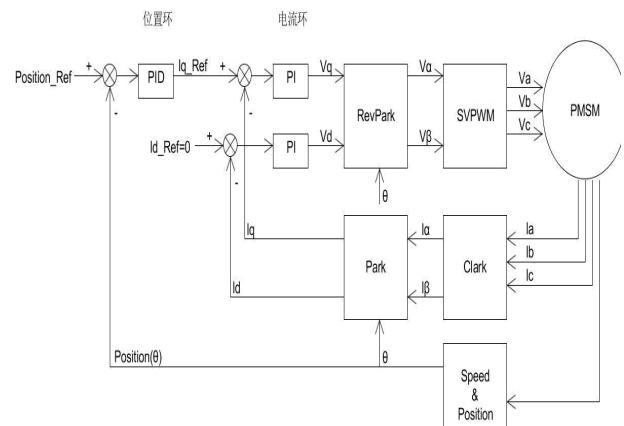 位置环
电流环
Position_Ref
+
-
PID
Iq_Ref
+
-
PI
Vq
RevPark
Vα
SVPWM
Va
Vb
Vc
PMSM
Id_Ref=0
+
-
PI
Vd
Vβ
θ
Iq
Id
Park
Iα
Iβ
Clark
Ia
Ib
Ic
Position(θ)
θ
Speed
&
Position